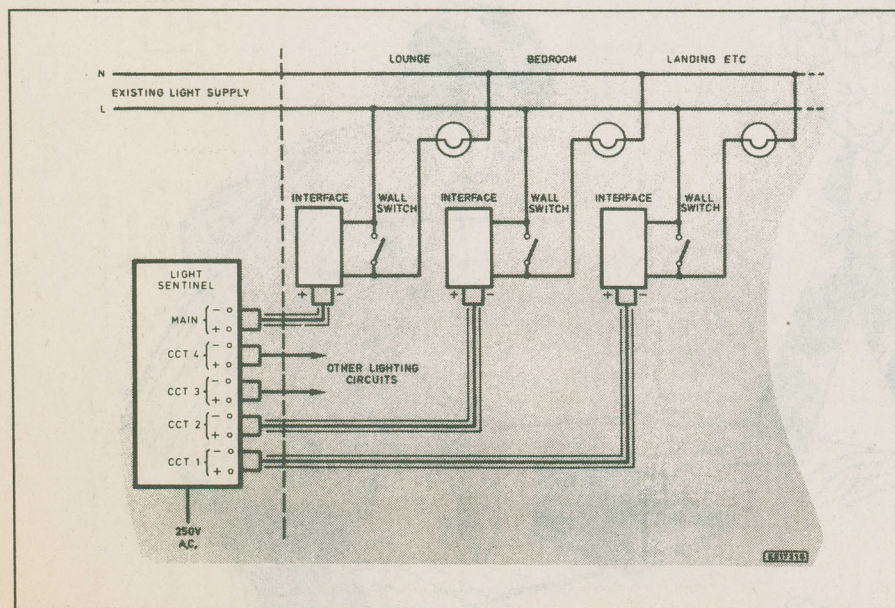 LOUNGE BEDROOM LANDING ETC
N
EXISTING LIGHT SUPPLY
L
INTERFACE WALL SWITCH INTERFACE WALL SWITCH INTERFACE WALL SWITCH
+ - + - + -
LIGHT
SENTINEL
MAIN - +
CCT 4 - +
OTHER LIGHTING
CIRCUITS
CCT 3 - +
CCT 2 - +
CCT 1 - +
250V
A.C.